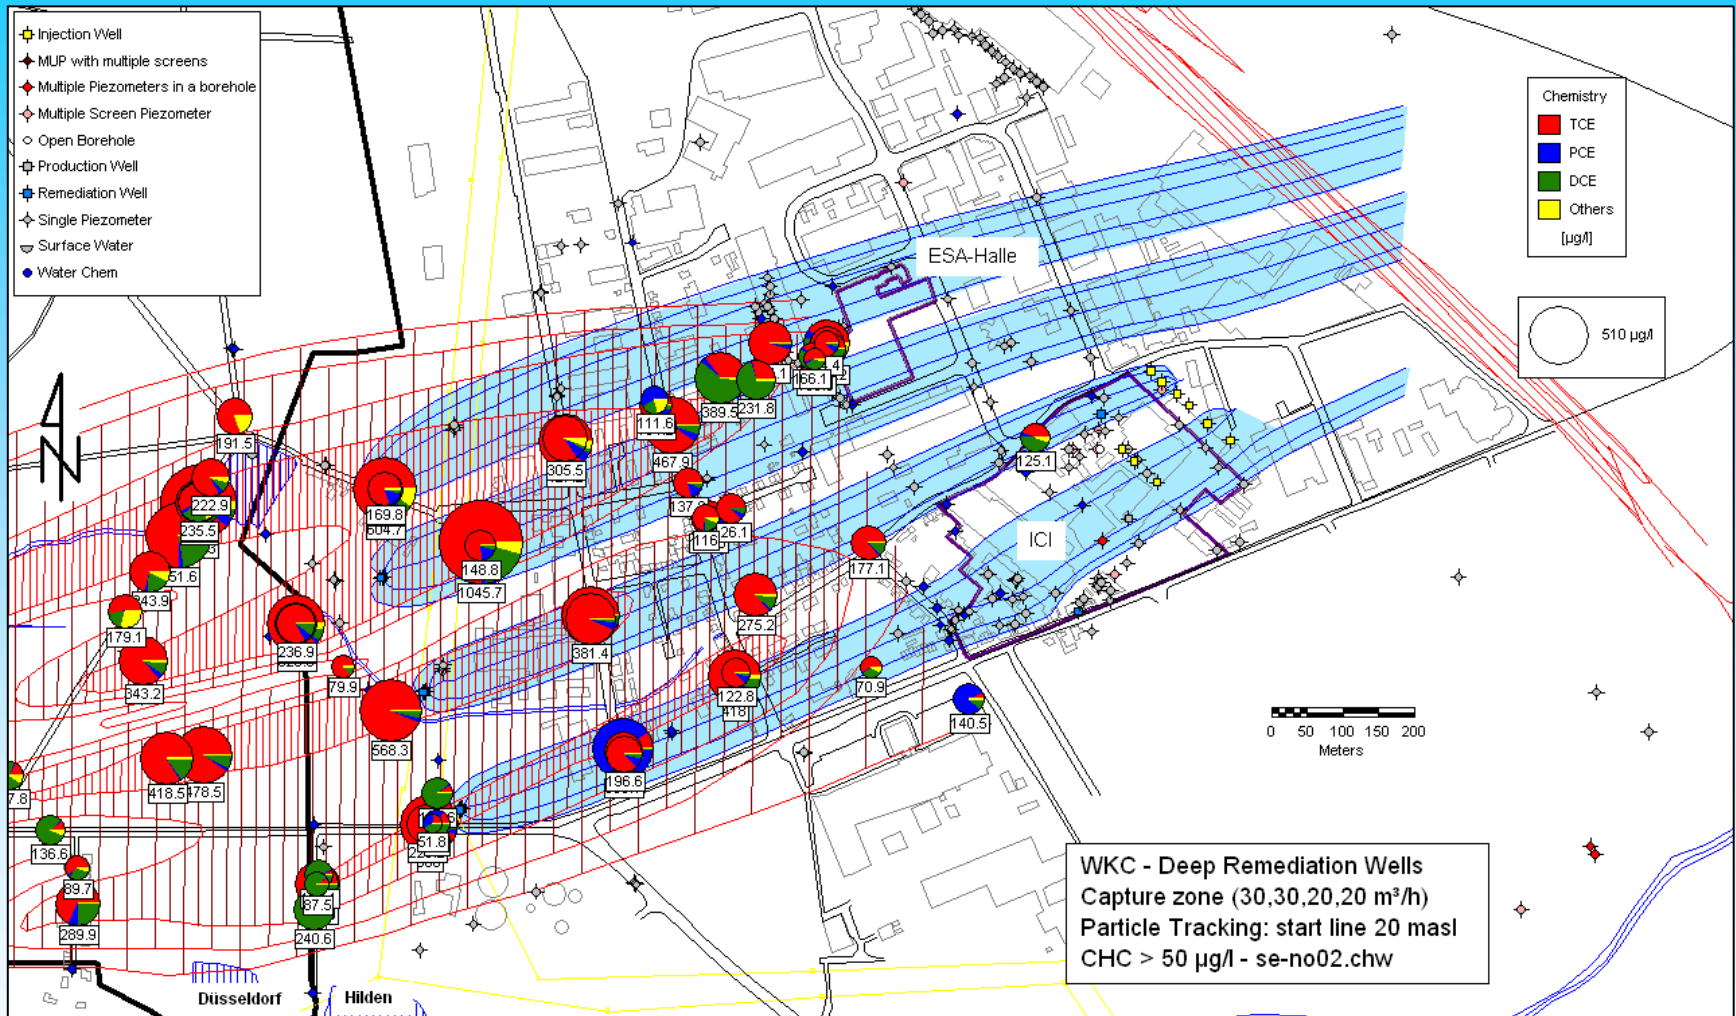 Injection Well
MUP with multiple screens
Multiple Piezometers in a borehole
Multiple Screen Piezometer
Open Borehole
Production Well
Remediation Well
Single Piezometer
Surface Water
Water Chem
Chemistry
TCE
PCE
DCE
Others
[µg/l]
510 µg/l
ESA-Halle
ICI
N
191.5
222.9
235.5
51.6
343.9
179.1
343.2
418.5
478.5
7.8
136.6
89.7
289.9
236.9
79.9
169.8
604.7
148.8
1045.7
568.3
305.5
111.6
467.9
389.5
231.8
166.1
137.
116
126.1
125.1
177.1
275.2
381.4
122.8
418
70.9
140.5
196.6
51.8
87.5
240.6
0 50 100 150 200
Meters
WKC - Deep Remediation Wells
Capture zone (30,30,20,20 m³/h)
Particle Tracking: start line 20 masl
CHC > 50 µg/l - se-no02.chw
Düsseldorf
Hilden